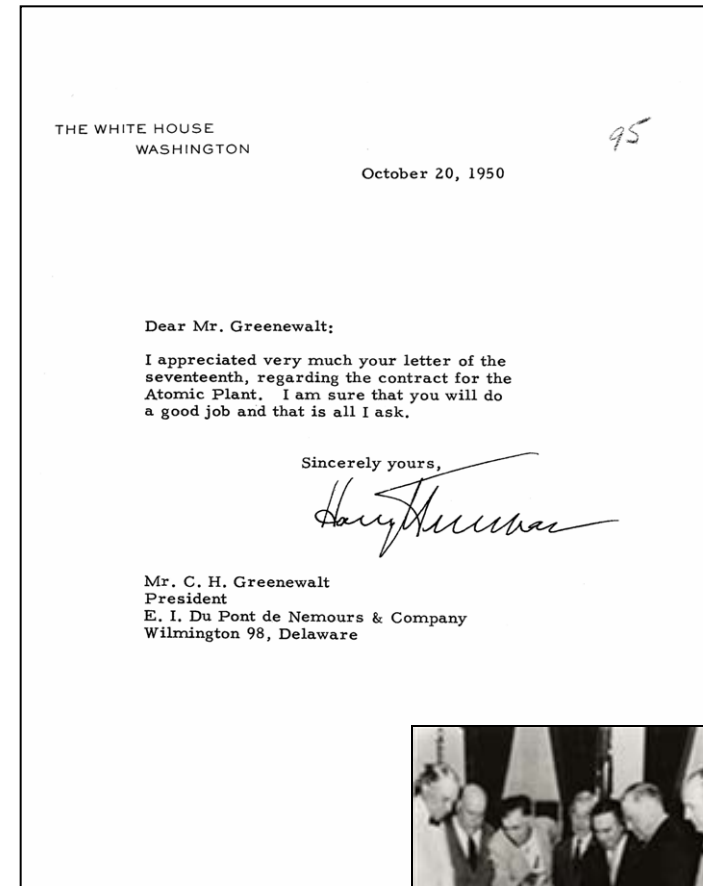 THE WHITE HOUSE
WASHINGTON
95
October 20, 1950
Dear Mr. Greenewalt:
I appreciated very much your letter of the
seventeenth, regarding the contract for the
Atomic Plant. I am sure that you will do
a good job and that is all I ask.
Sincerely yours,
Harry Truman
Mr. C. H. Greenewalt
President
E. I. Du Pont de Nemours & Company
Wilmington 98, Delaware